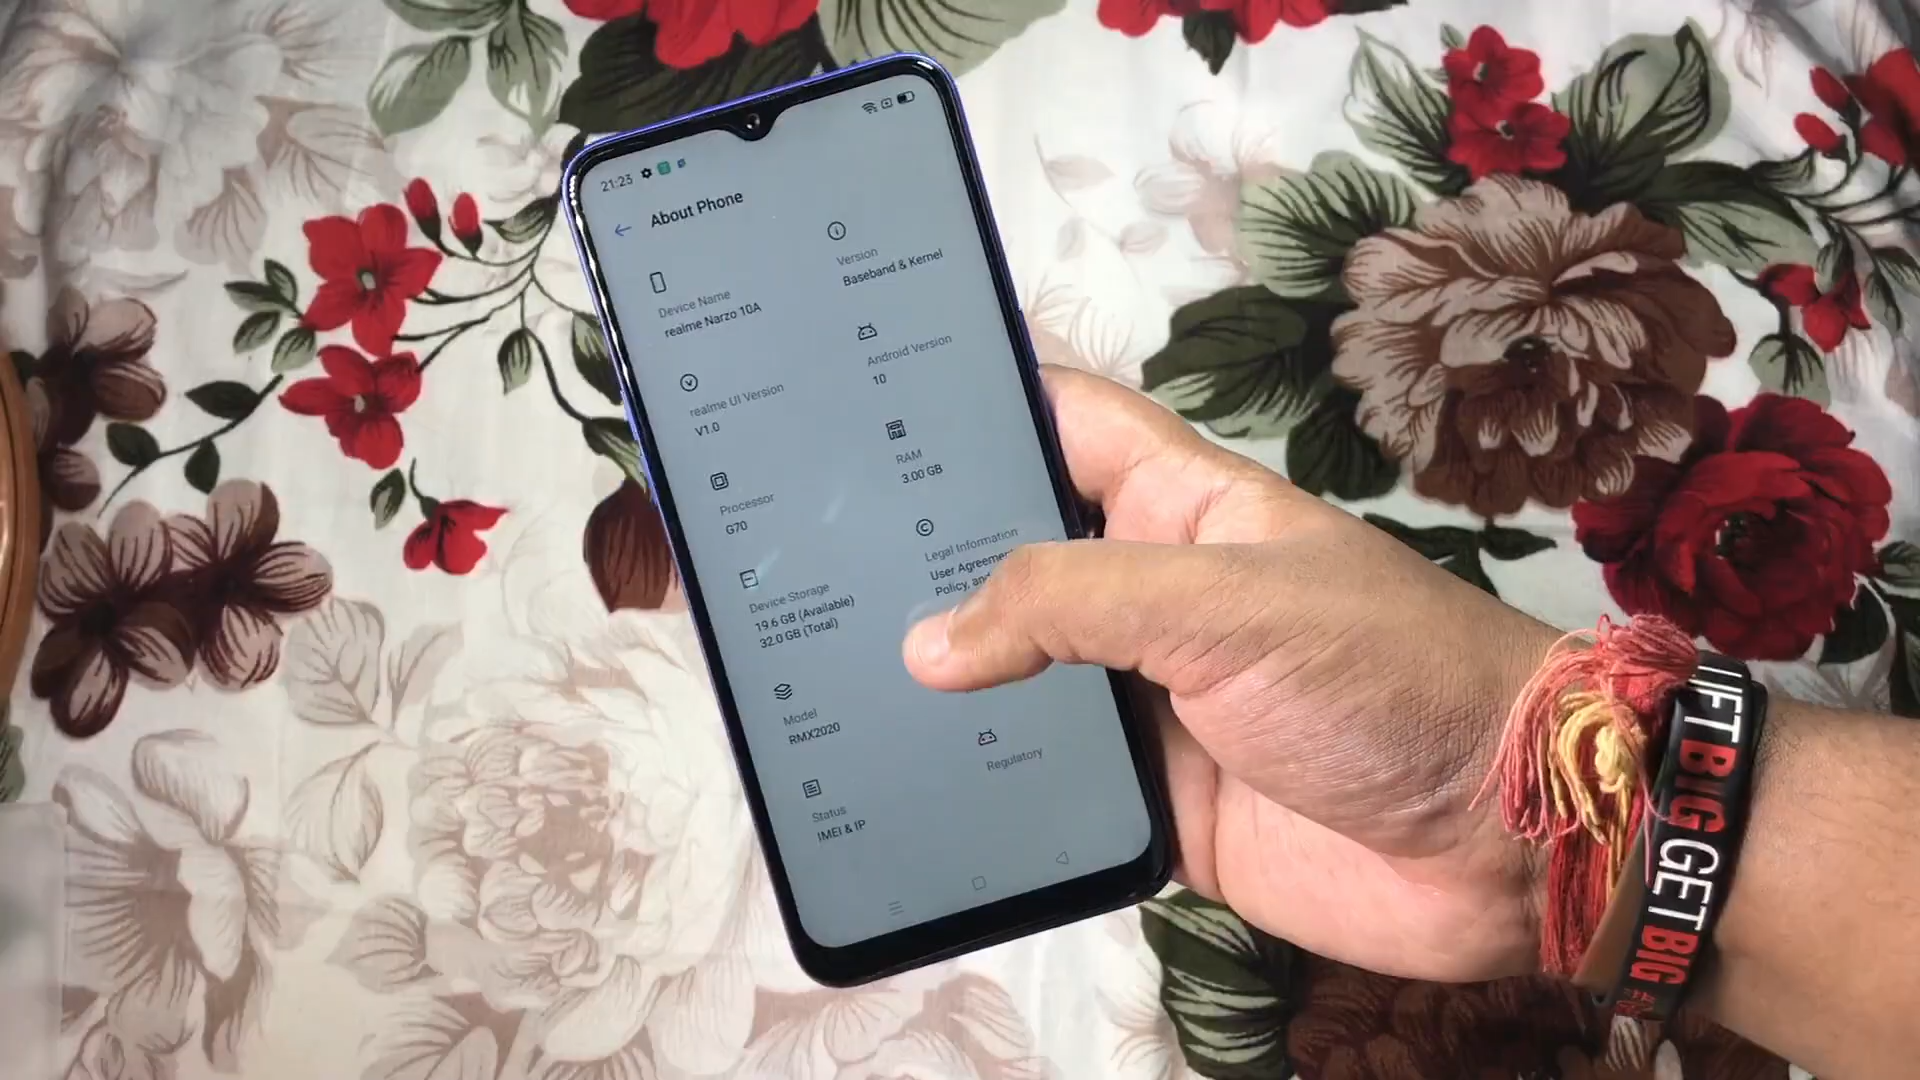 21:23
About Phone
Device Name
realme Narzo 10A
Version
Baseband & Kernel
realme UI Version
V1.0
Android Version
10
Processor
G70
RAM
3.00 GB
Device Storage
19.6 GB (Available)
32.0 GB (Total)
Legal Information
User Agreement
Policy, and
Model
RMX2020
Status
IMEI & IP
Regulatory
LIFT BIG GET BIG